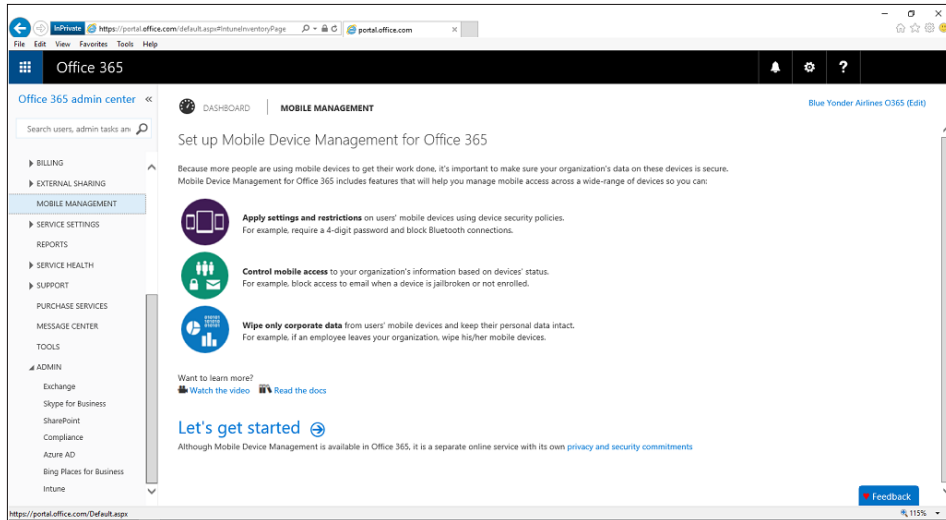 InPrivate https://portal.office.com/default.aspx#IntuneInventoryPage
portal.office.com
File Edit View Favorites Tools Help
Office 365
?
Office 365 admin center «
Search users, admin tasks an
BILLING
EXTERNAL SHARING
MOBILE MANAGEMENT
SERVICE SETTINGS
REPORTS
SERVICE HEALTH
SUPPORT
PURCHASE SERVICES
MESSAGE CENTER
TOOLS
ADMIN
Exchange
Skype for Business
SharePoint
Compliance
Azure AD
Bing Places for Business
Intune
DASHBOARD MOBILE MANAGEMENT
Blue Yonder Airlines O365 (Edit)
Set up Mobile Device Management for Office 365
Because more people are using mobile devices to get their work done, it's important to make sure your organization's data on these devices is secure.
Mobile Device Management for Office 365 includes features that will help you manage mobile access across a wide-range of devices so you can:
Apply settings and restrictions on users' mobile devices using device security policies.
For example, require a 4-digit password and block Bluetooth connections.
Control mobile access to your organization's information based on devices' status.
For example, block access to email when a device is jailbroken or not enrolled.
Wipe only corporate data from users' mobile devices and keep their personal data intact.
For example, if an employee leaves your organization, wipe his/her mobile devices.
Want to learn more?
Watch the video Read the docs
Let's get started
Although Mobile Device Management is available in Office 365, it is a separate online service with its own privacy and security commitments
Feedback
https://portal.office.com/Default.aspx
115%